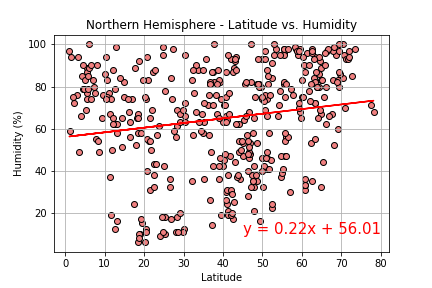 Northern Hemisphere - Latitude vs. Humidity
100
80
60
40
20
Humidity (%)
y = 0.22x + 56.01
0 10 20 30 40 50 60 70 80
Latitude